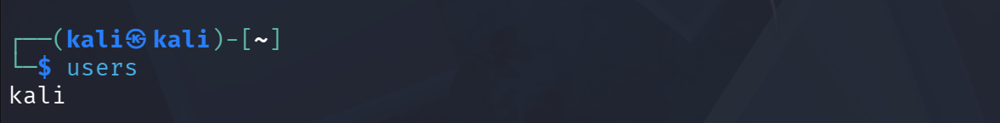 ┌──(kali㉿kali)-[~]
└─$ users
kali